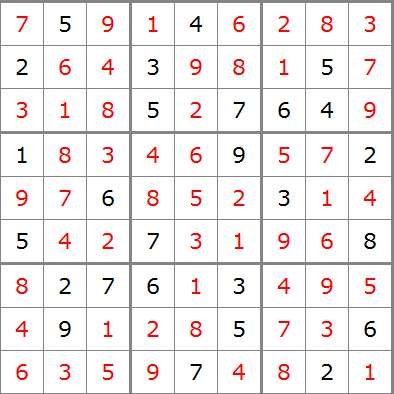 7 5 9 1 4 6 2 8 3
2 6 4 3 9 8 1 5 7
3 1 8 5 2 7 6 4 9
1 8 3 4 6 9 5 7 2
9 7 6 8 5 2 3 1 4
5 4 2 7 3 1 9 6 8
8 2 7 6 1 3 4 9 5
4 9 1 2 8 5 7 3 6
6 3 5 9 7 4 8 2 1